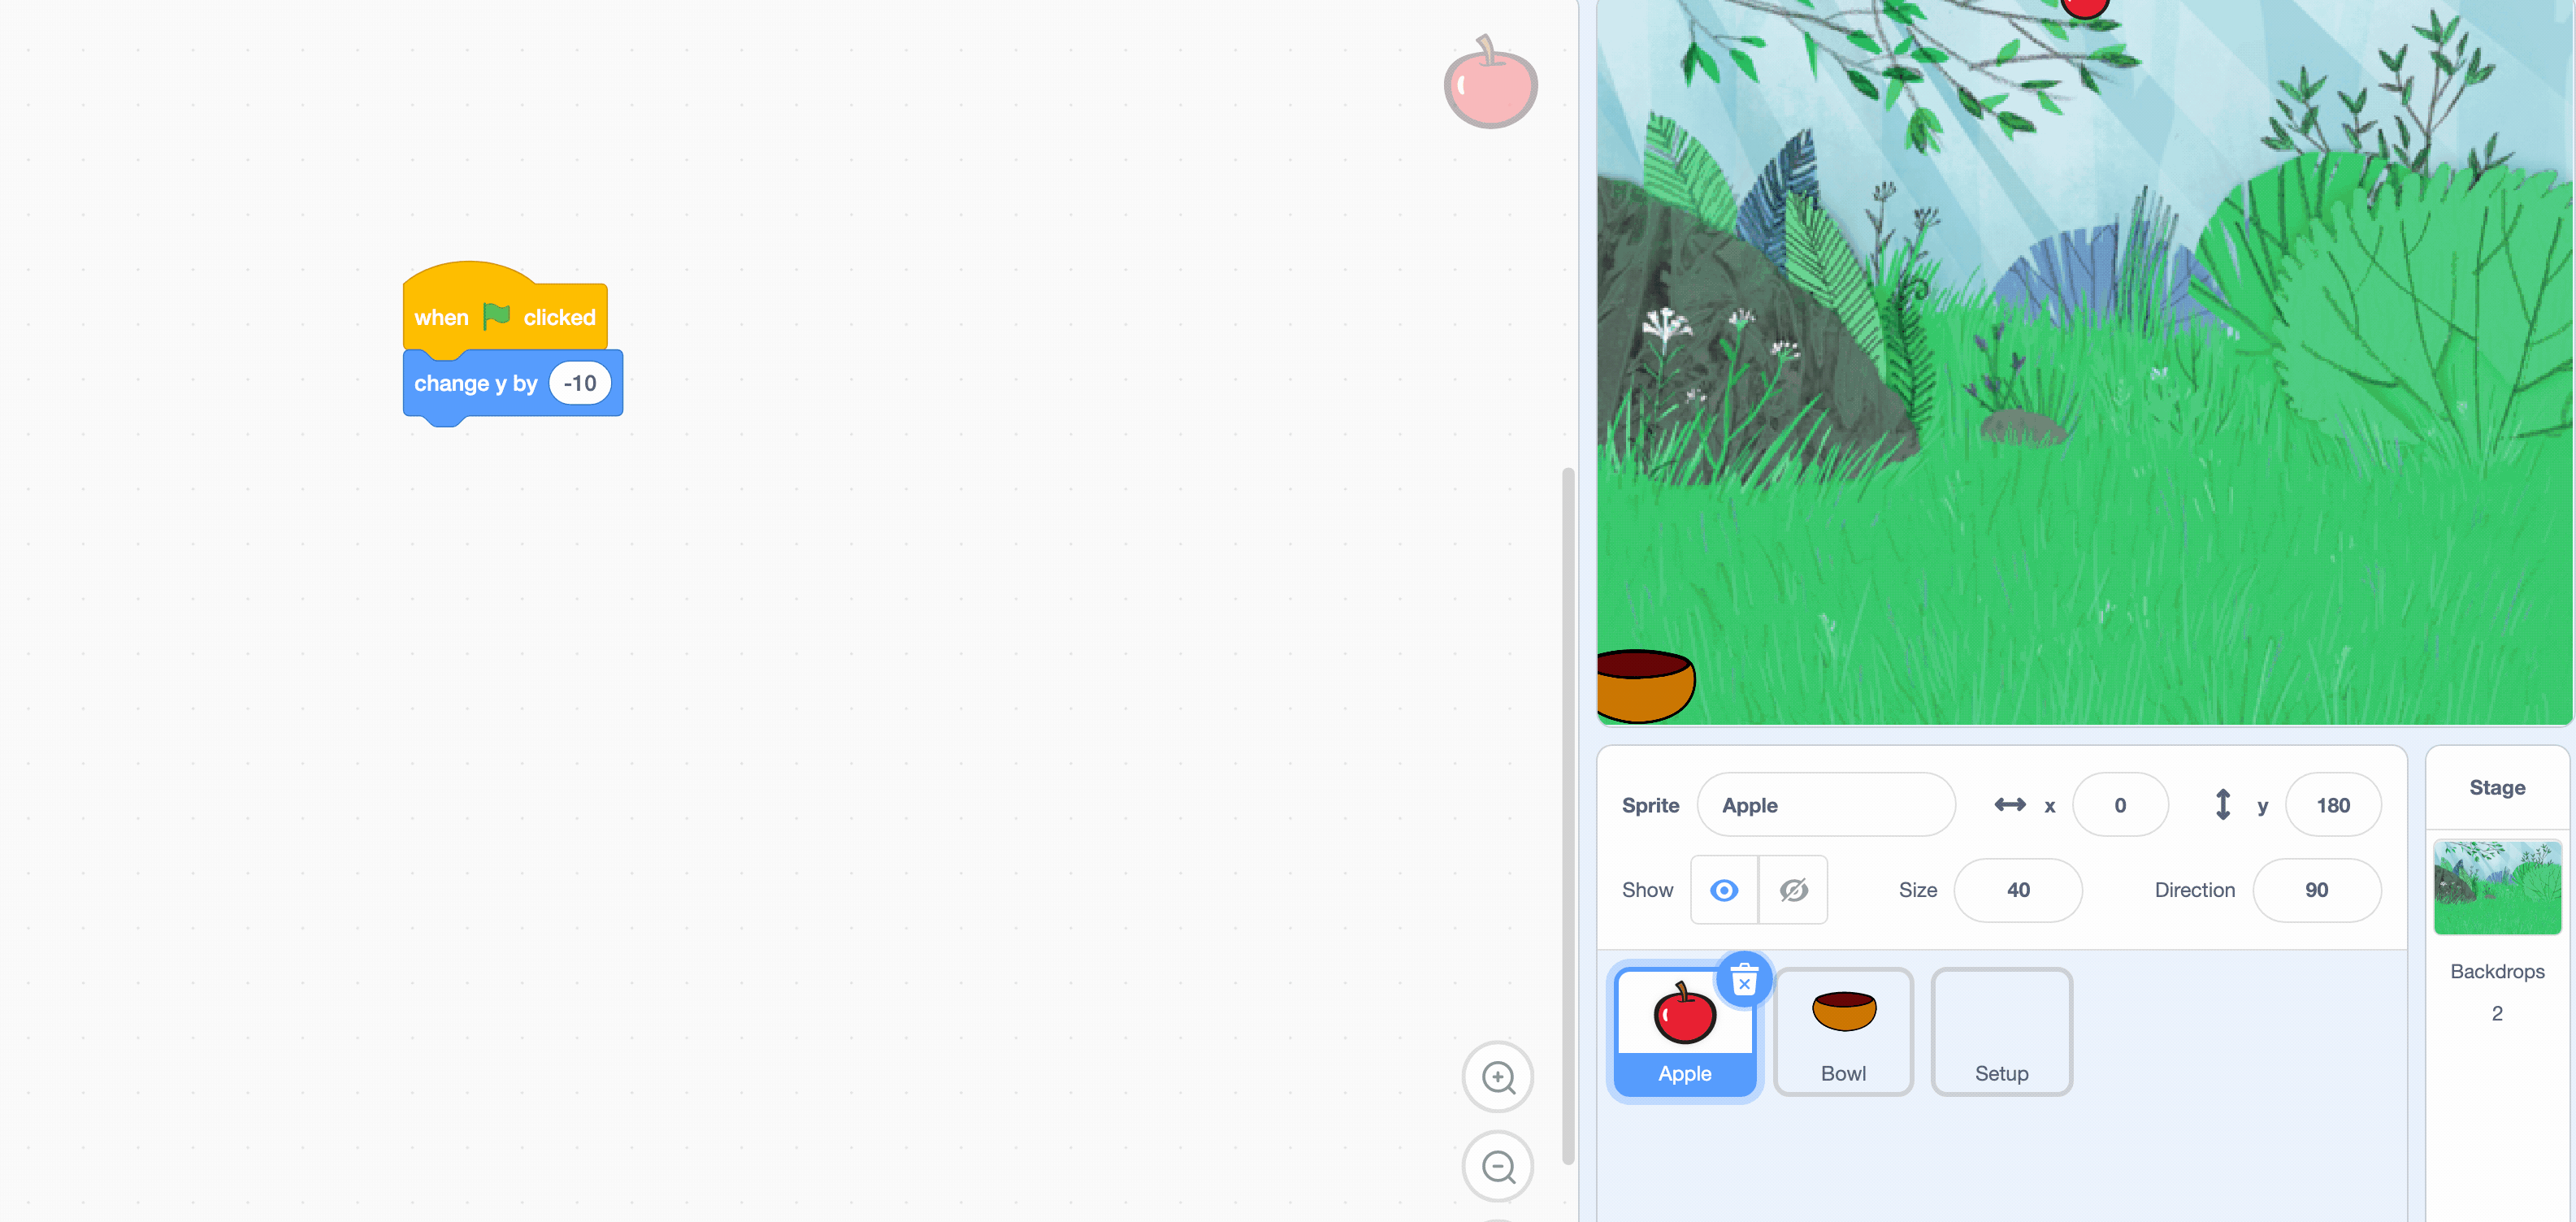 when clicked
change y by -10
Sprite Apple x 0 y 180
Show Size 40 Direction 90
Apple Bowl Setup
Stage
Backdrops
2